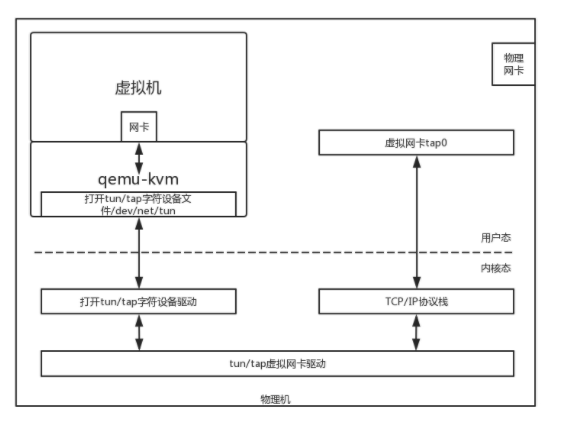 物理
网卡
虚拟机
网卡
虚拟网卡tap0
qemu-kvm
打开tun/tap字符设备文
件/dev/net/tun
用户态
内核态
打开tun/tap字符设备驱动
TCP/IP协议栈
tun/tap虚拟网卡驱动
物理机